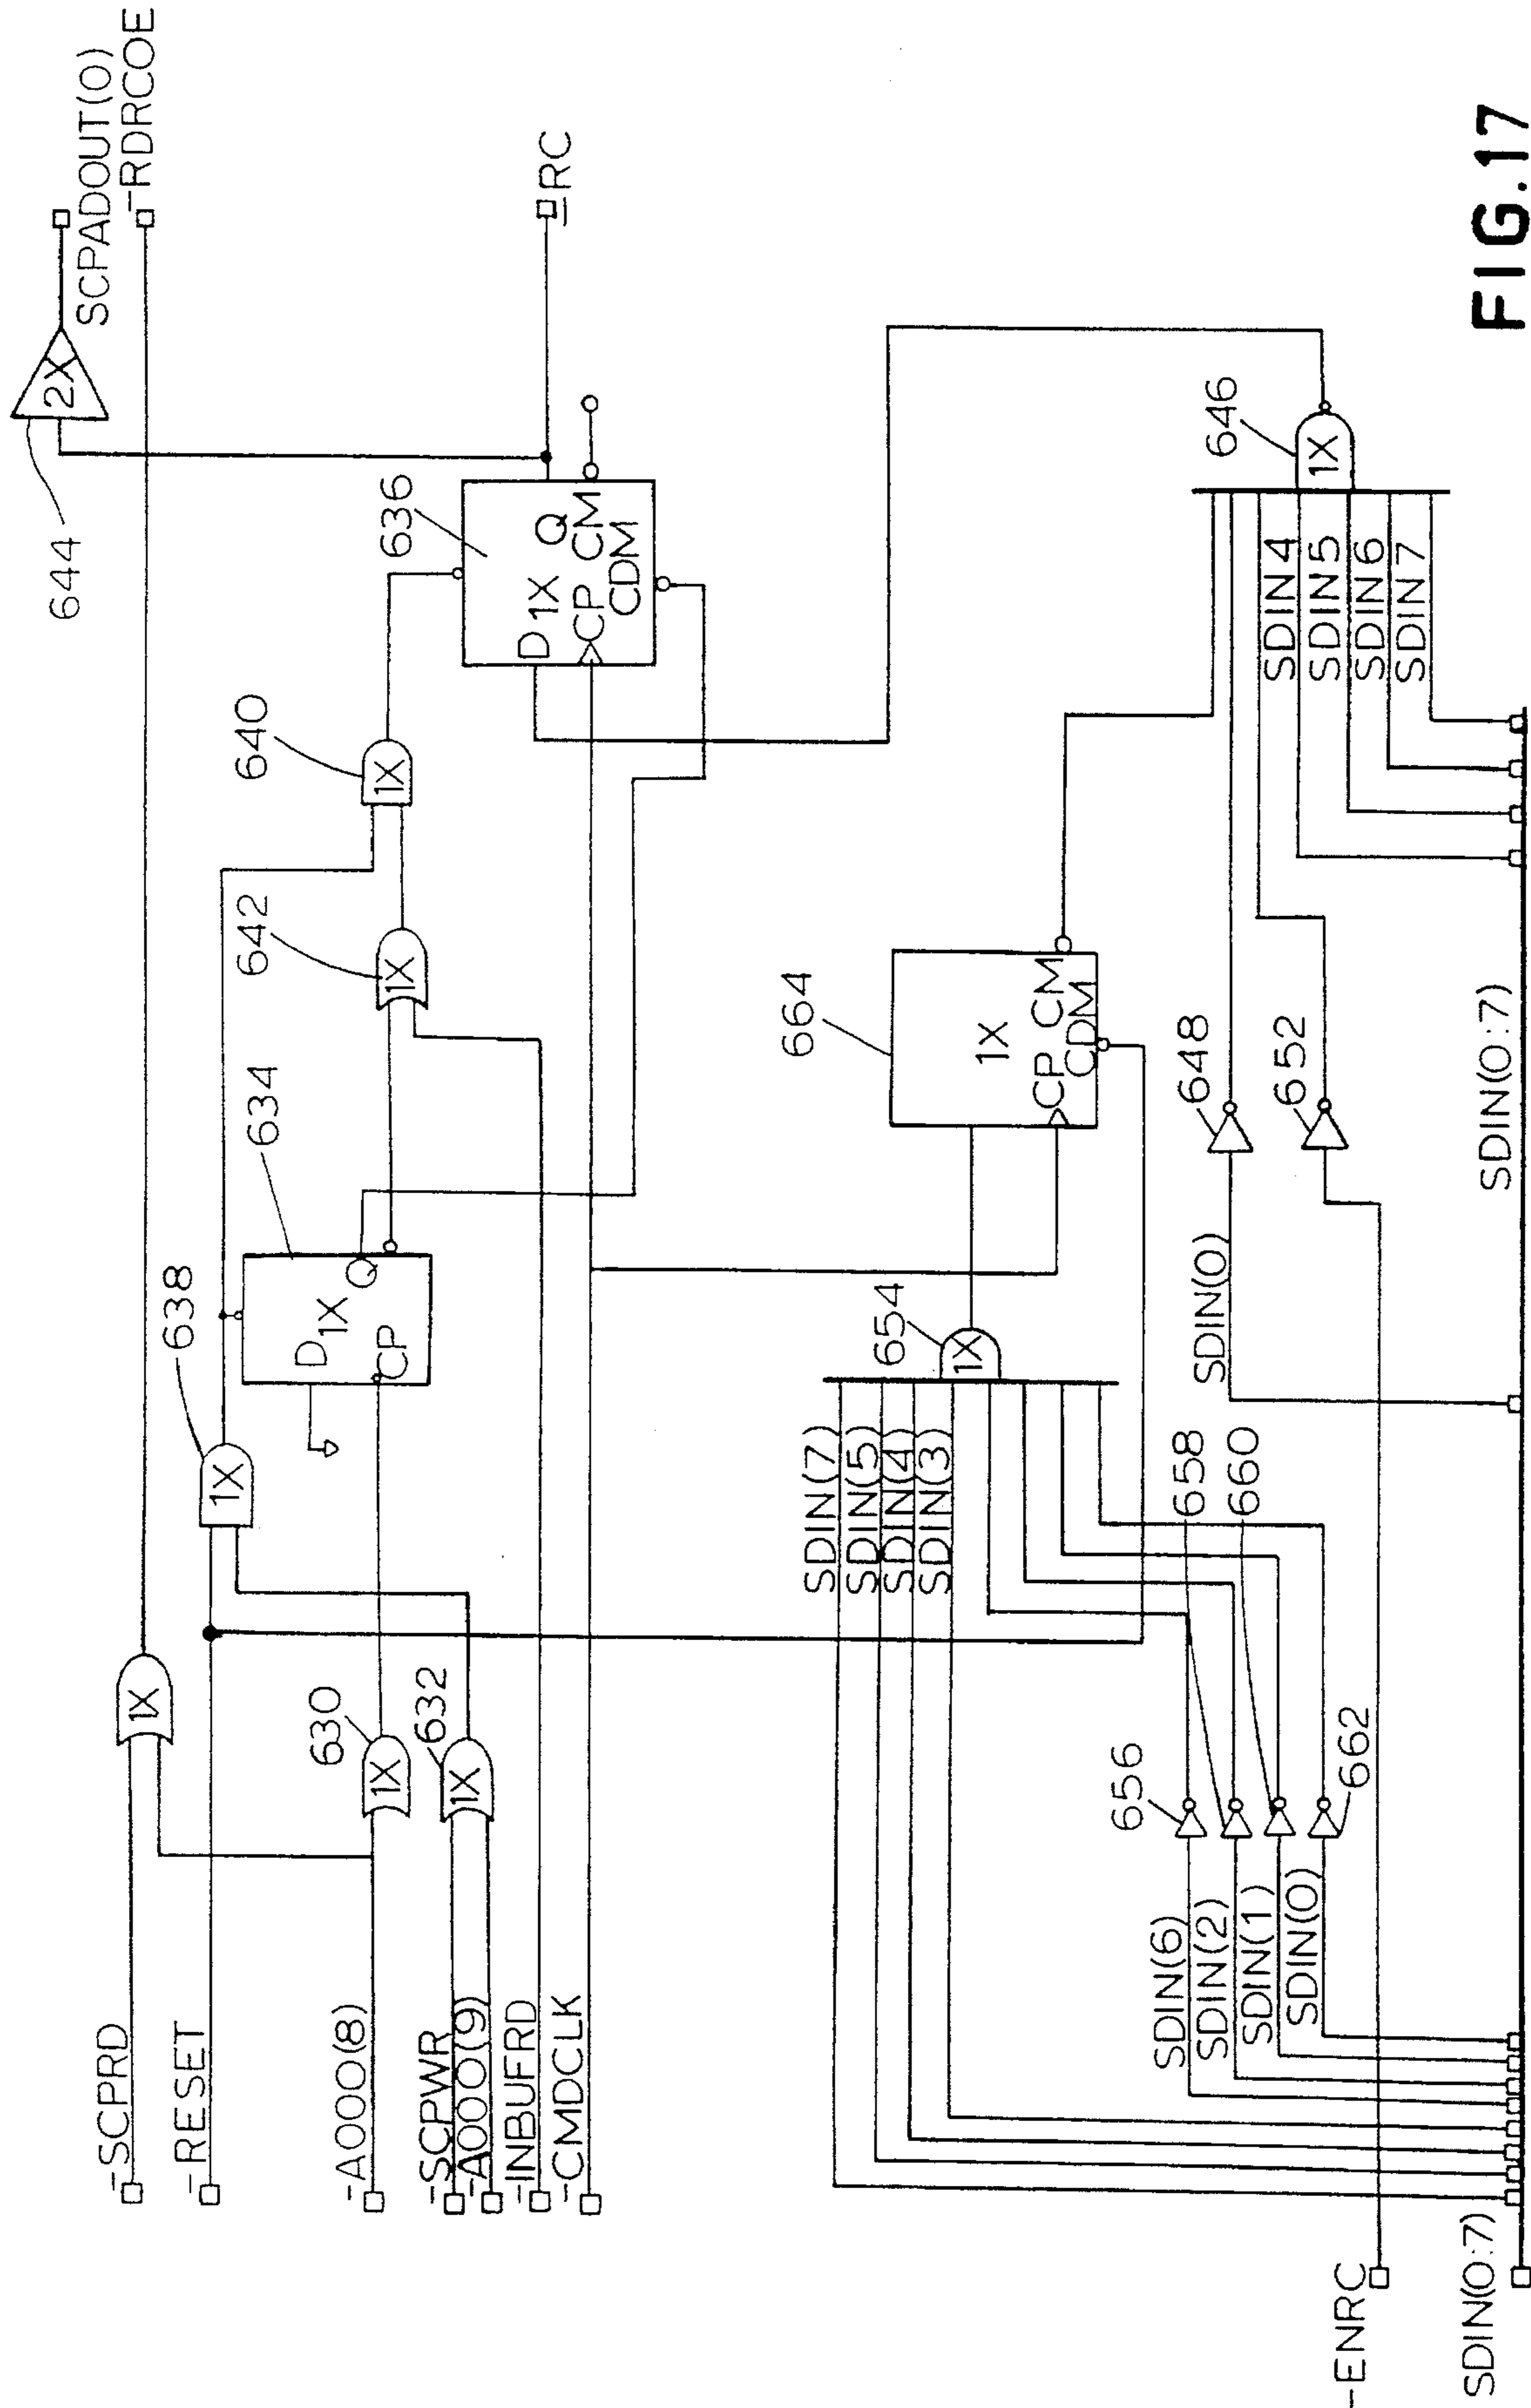 644
2X
SCPADOUT(0)
-RDRCOE
-SCPRD
1X
-RESET
638
1X
634
D
1X
Q
CP
642
1X
640
1X
636
D
1X
Q
CP
CM
CDM
-RC
-A000(8)
630
1X
-SCPWR
632
1X
-A000(9)
-INBUFRD
-CMDCLK
SDIN(7)
SDIN(5)
SDIN(4)
SDIN(3)
654
1X
664
1X
CP
CM
CDM
646
1X
SDIN4
SDIN5
SDIN6
SDIN7
656
658
660
662
SDIN(6)
SDIN(2)
SDIN(1)
SDIN(0)
648
652
SDIN(0)
-ENRC
SDIN(0:7)
SDIN(0:7)
FIG.17